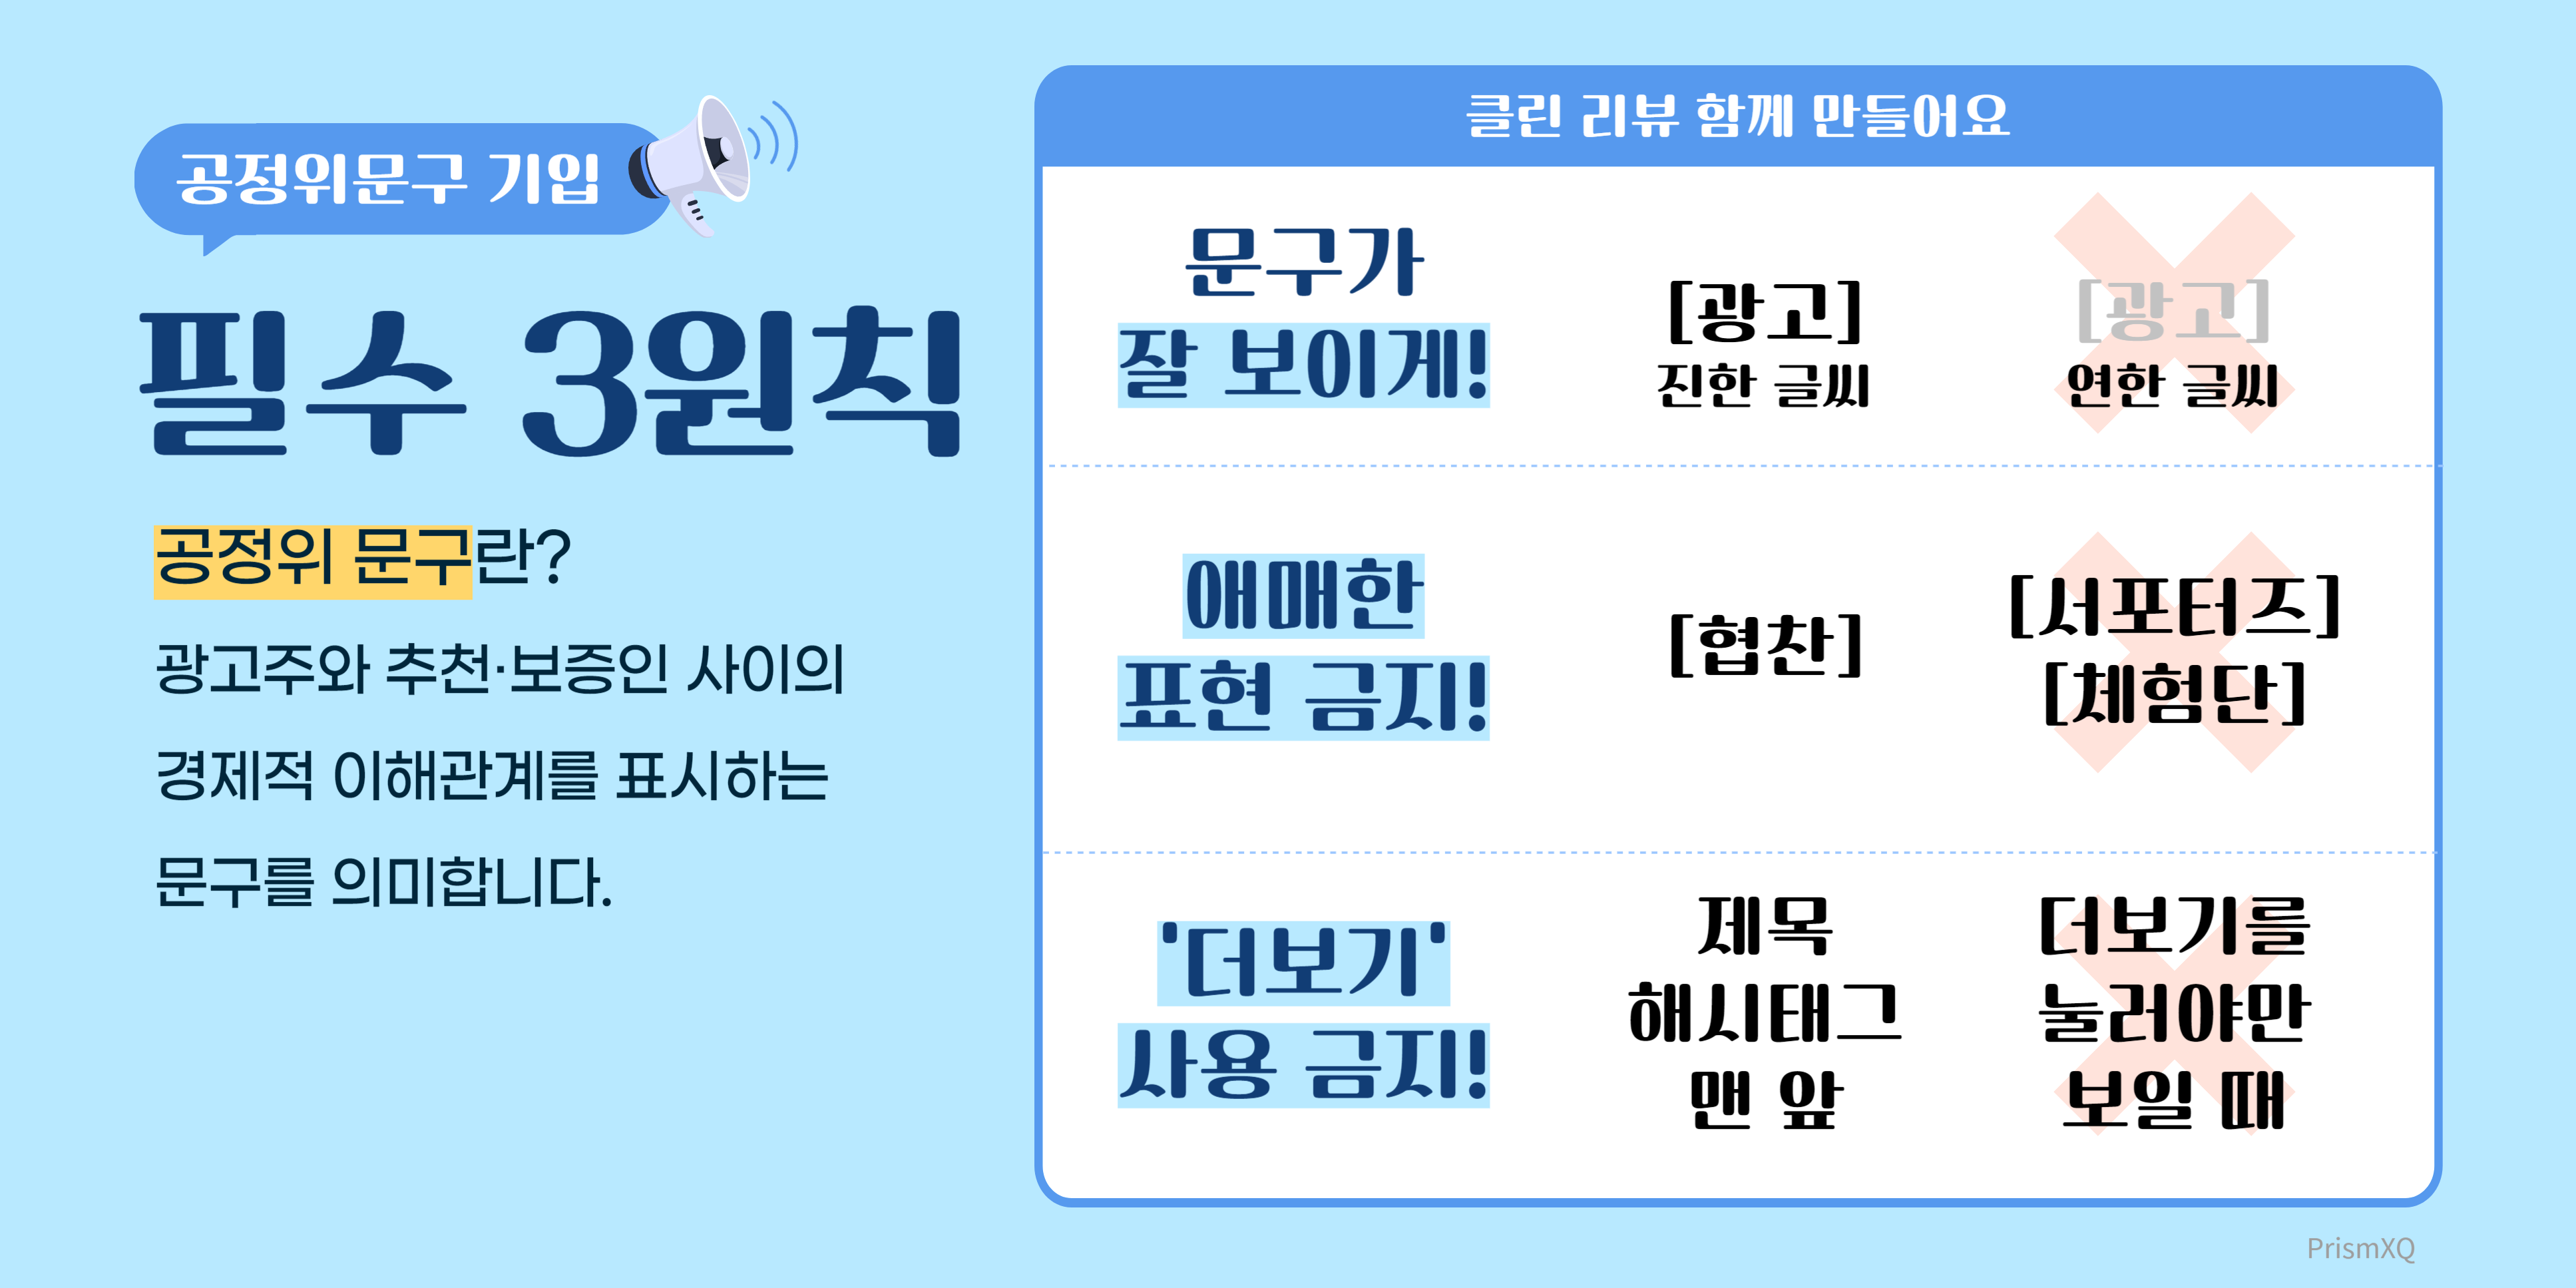 공정위문구 기입
필수 3원칙
공정위 문구란?
광고주와 추천·보증인 사이의
경제적 이해관계를 표시하는
문구를 의미합니다.
클린 리뷰 함께 만들어요
문구가
잘 보이게!
[광고]
진한 글씨
[광고]
연한 글씨
애매한
표현 금지!
[협찬]
[서포터즈]
[체험단]
'더보기'
사용 금지!
제목
해시태그
맨 앞
더보기를
눌러야만
보일 때
PrismXQ